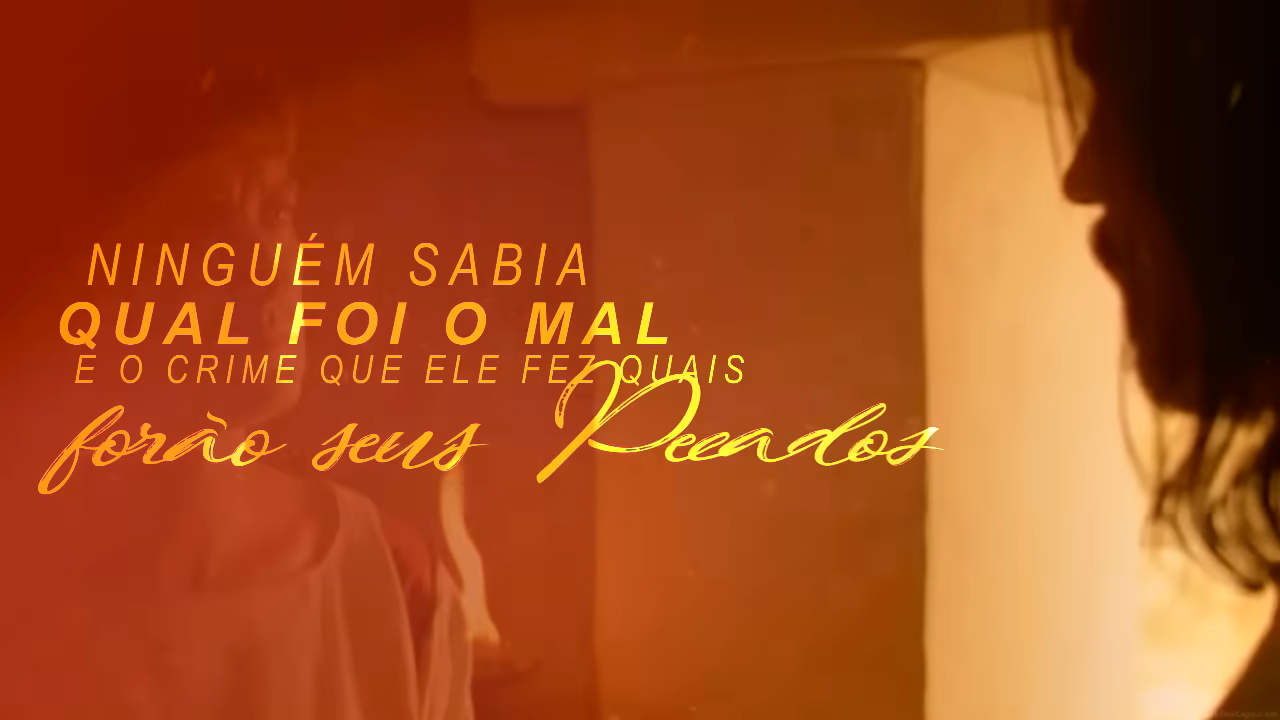 NINGUÉM SABIA
QUAL FOI O MAL
E O CRIME QUE ELE FEZ QUAIS
forão seus Pecados